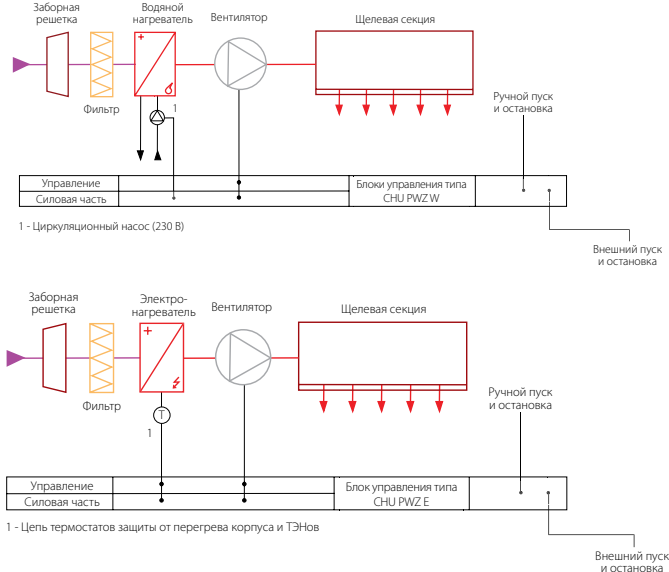 Заборная
решетка
Водяной
нагреватель
Вентилятор
Щелевая секция
Фильтр
1
Ручной пуск
и остановка
Управление
Силовая часть
Блоки управления типа
CHU PWZ W
1 - Циркуляционный насос (230 В)
Внешний пуск
и остановка
Заборная
решетка
Электро-
нагреватель
Вентилятор
Щелевая секция
Фильтр
T
1
Ручной пуск
и остановка
Управление
Силовая часть
Блок управления типа
CHU PWZ E
1 - Цепь термостатов защиты от перегрева корпуса и ТЭНов
Внешний пуск
и остановка